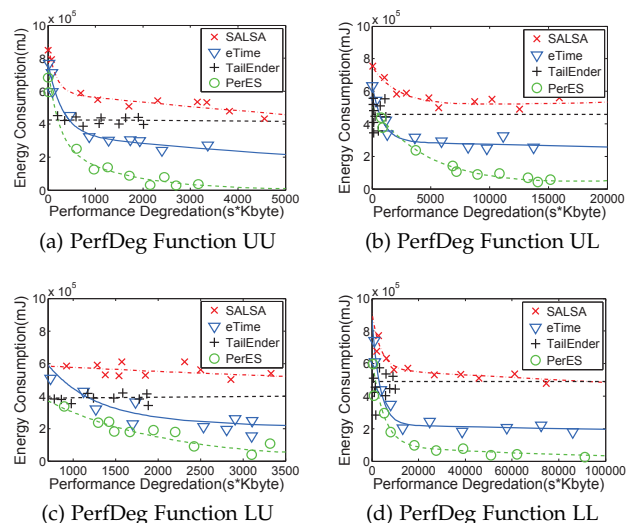 x 10^5
10
8
6
4
2
0
Energy Consumption(mJ)
SALSA
eTime
TailEnder
PerES
0 1000 2000 3000 4000 5000
Performance Degredation(s*Kbyte)
(a) PerfDeg Function UU
x 10^5
10
8
6
4
2
0
Energy Consumption(mJ)
SALSA
eTime
TailEnder
PerES
0 5000 10000 15000 20000
Performance Degredation(s*Kbyte)
(b) PerfDeg Function UL
x 10^5
10
8
6
4
2
0
Energy Consumption(mJ)
SALSA
eTime
TailEnder
PerES
1000 1500 2000 2500 3000 3500
Performance Degredation(s*Kbyte)
(c) PerfDeg Function LU
x 10^5
10
8
6
4
2
0
Energy Consumption(mJ)
SALSA
eTime
TailEnder
PerES
0 20000 40000 60000 80000 100000
Performance Degredation(s*Kbyte)
(d) PerfDeg Function LL